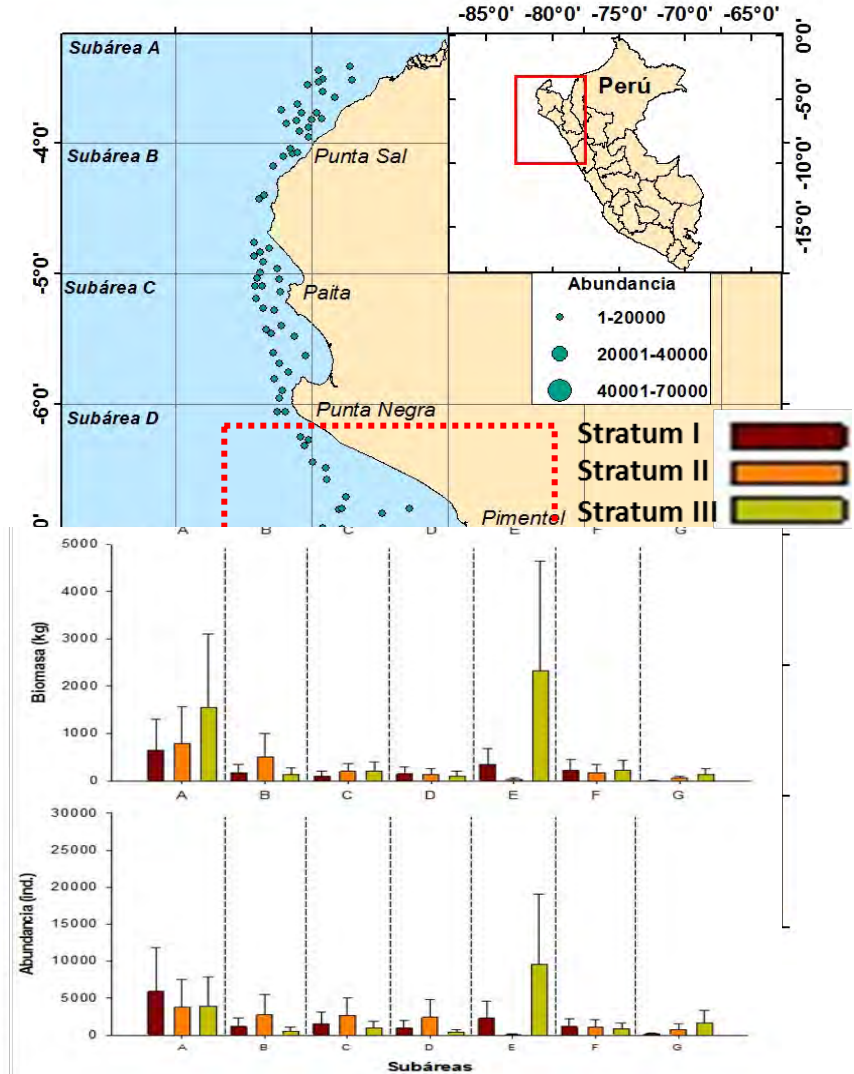 -85°0' -80°0' -75°0' -70°0' -65°0'
Subárea A
Perú
0°0'
-5°0'
-10°0'
-15°0'
-4°0'
Subárea B
Punta Sal
-5°0'
Subárea C
Paita
Abundancia
1-20000
20001-40000
40001-70000
-6°0'
Subárea D
Punta Negra
Stratum I
Stratum II
Stratum III
Pimentel
0'
A B C D E F G
5000
4000
3000
2000
1000
0
Biomasa (kg)
A B C D E F G
30000
25000
20000
15000
10000
5000
0
Abundancia (ind.)
A B C D E F G
Subáreas